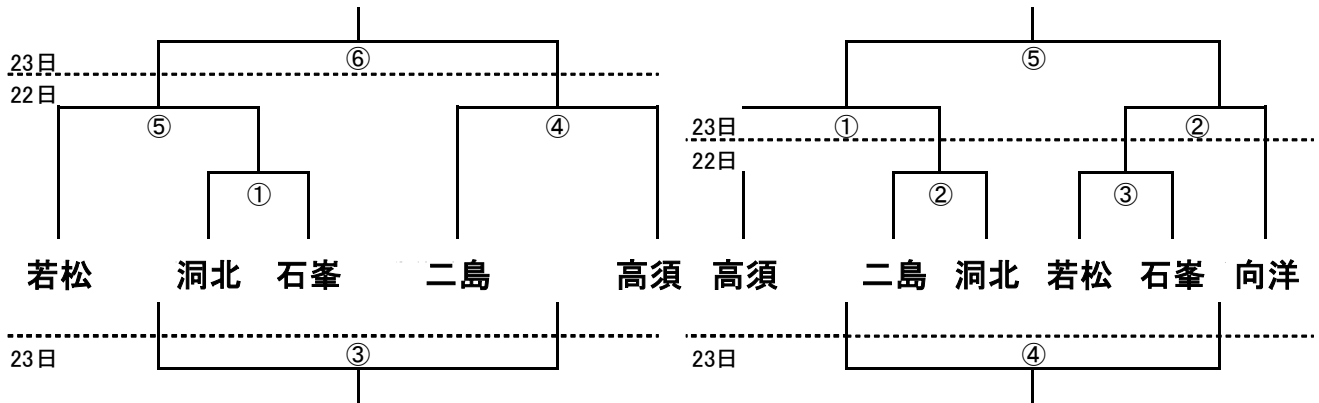 ⑥ ⑤
23日
22日
⑤ ④ ① ②
23日
22日
① ② ③
若松 洞北 石峯 二島 高須 高須 二島 洞北 若松 石峯 向洋
23日 ③ 23日 ④